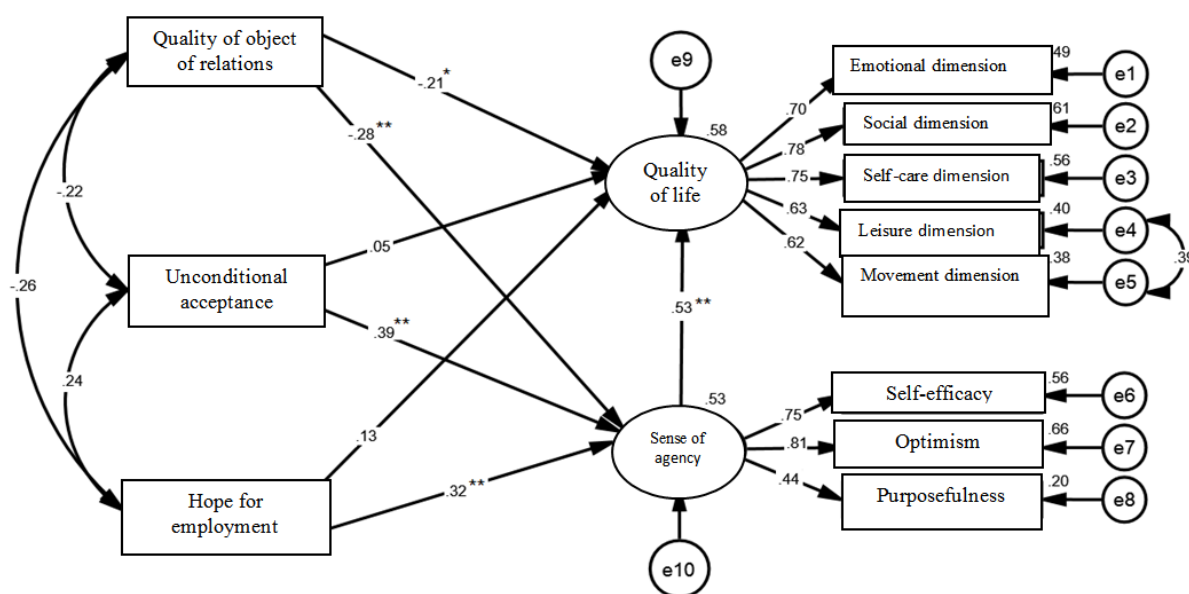 Quality of object
of relations
-.21*
-.28**
-.22
-.26
Unconditional
acceptance
.05
.39**
.24
Hope for
employment
.13
.32**
e9
.58
Quality
of life
.53**
.53
Sense of
agency
e10
.70
.78
.75
.63
.62
Emotional dimension
.49
e1
Social dimension
.61
e2
Self-care dimension
.56
e3
Leisure dimension
.40
e4
Movement dimension
.38
e5
.39
.75
.81
.44
Self-efficacy
.56
e6
Optimism
.66
e7
Purposefulness
.20
e8